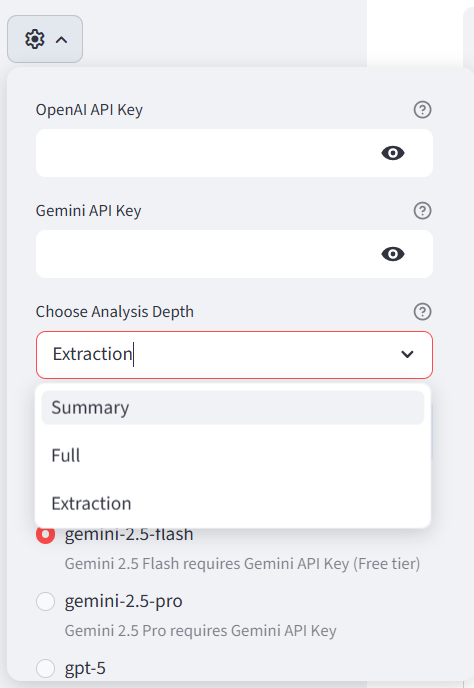 OpenAI API Key
Gemini API Key
Choose Analysis Depth
Extraction
Summary
Full
Extraction
gemini-2.5-flash
Gemini 2.5 Flash requires Gemini API Key (Free tier)
gemini-2.5-pro
Gemini 2.5 Pro requires Gemini API Key
gpt-5